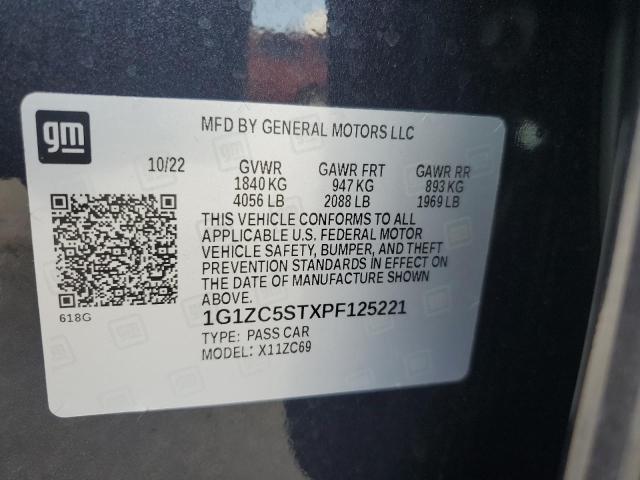 gm
MFD BY GENERAL MOTORS LLC
10/22 GVWR GAWR FRT GAWR RR
1840 KG 947 KG 893 KG
4056 LB 2088 LB 1969 LB
THIS VEHICLE CONFORMS TO ALL
APPLICABLE U.S. FEDERAL MOTOR
VEHICLE SAFETY, BUMPER, AND THEFT
PREVENTION STANDARDS IN EFFECT ON
THE DATE OF MANUFACTURE SHOWN
ABOVE.
1G1ZC5STXPF125221
618G
TYPE: PASS CAR
MODEL: X11ZC69